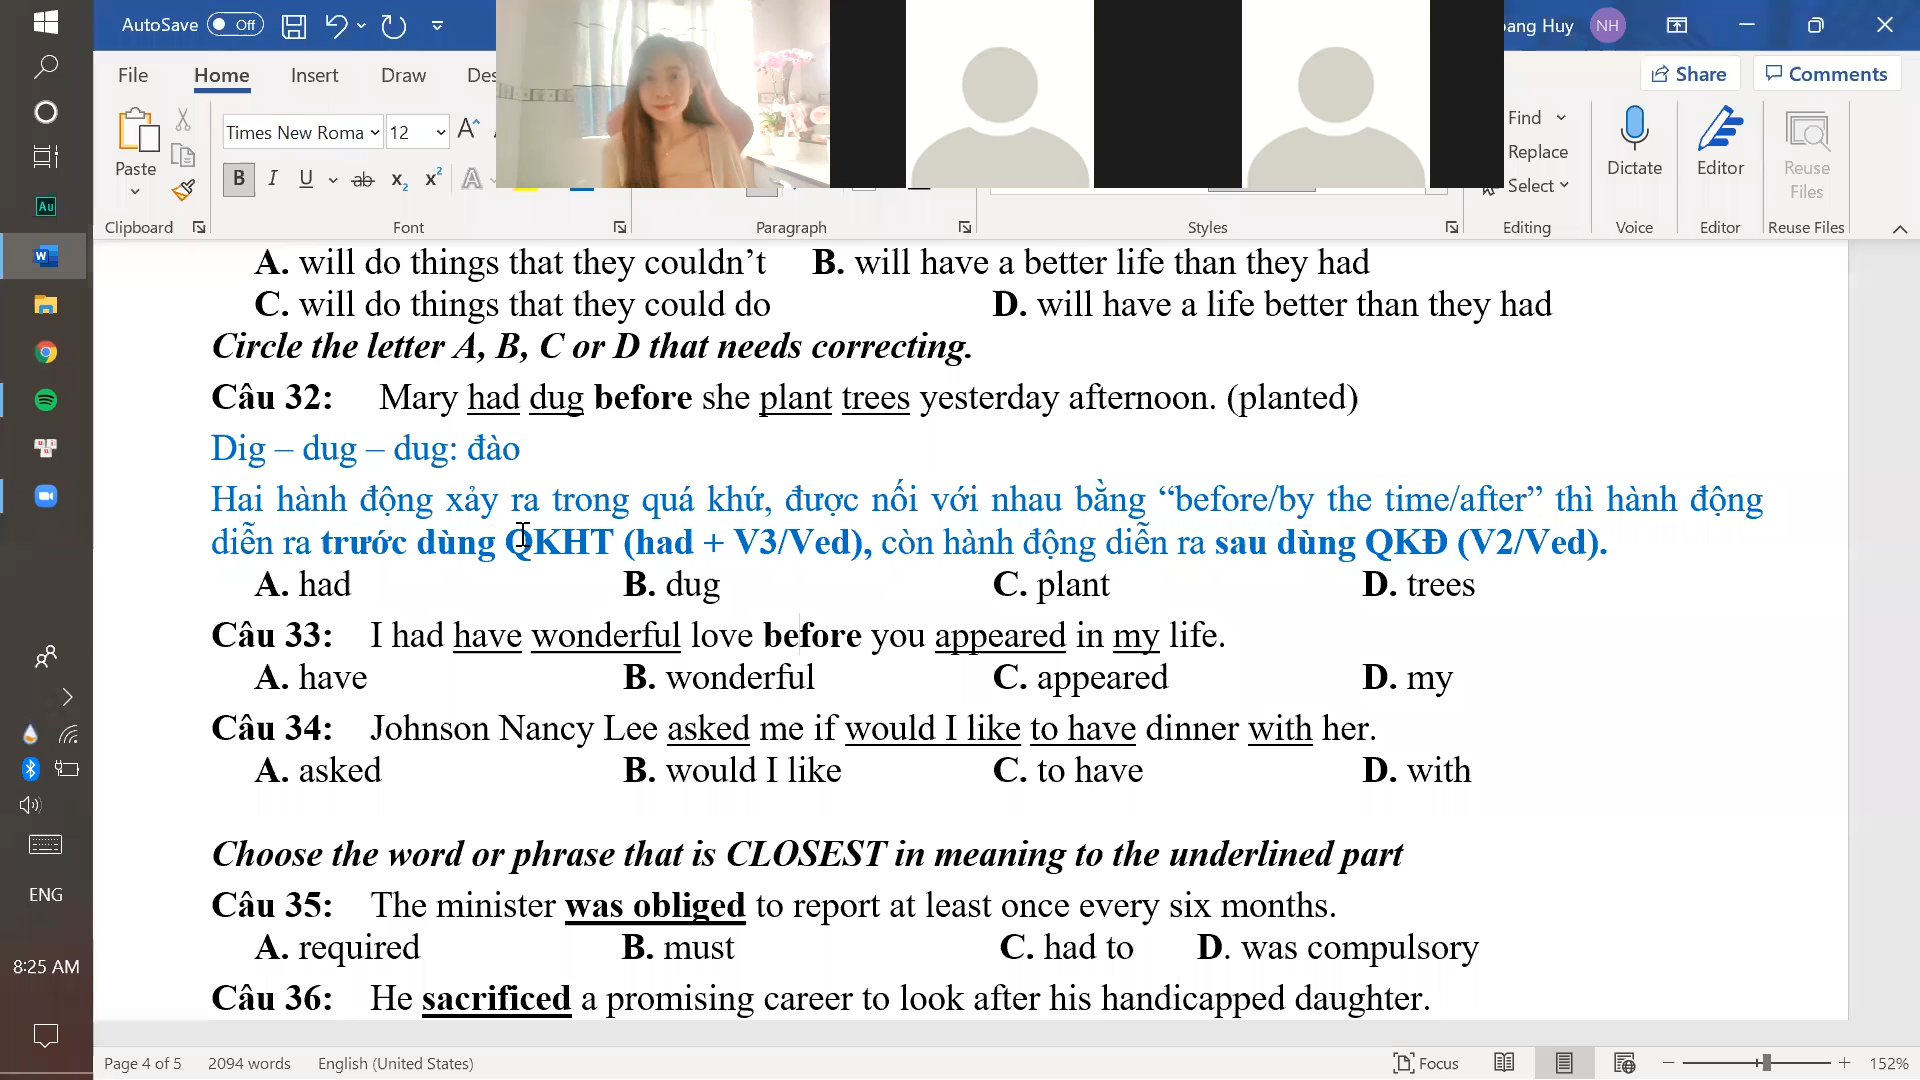 AutoSave Off
oang Huy NH
File Home Insert Draw Des
Share Comments
Times New Roma 12
Paste
B I U ab x₂ x² A
Find
Replace
Select
Dictate
Editor
Reuse
Files
Clipboard Font Paragraph Styles Editing Voice Editor Reuse Files
A. will do things that they couldn’t B. will have a better life than they had
C. will do things that they could do D. will have a life better than they had
Circle the letter A, B, C or D that needs correcting.
Câu 32: Mary had dug before she plant trees yesterday afternoon. (planted)
Dig – dug – dug: đào
Hai hành động xảy ra trong quá khứ, được nối với nhau bằng “before/by the time/after” thì hành động
diễn ra trước dùng QKHT (had + V3/Ved), còn hành động diễn ra sau dùng QKĐ (V2/Ved).
A. had B. dug C. plant D. trees
Câu 33: I had have wonderful love before you appeared in my life.
A. have B. wonderful C. appeared D. my
Câu 34: Johnson Nancy Lee asked me if would I like to have dinner with her.
A. asked B. would I like C. to have D. with
Choose the word or phrase that is CLOSEST in meaning to the underlined part
Câu 35: The minister was obliged to report at least once every six months.
A. required B. must C. had to D. was compulsory
Câu 36: He sacrificed a promising career to look after his handicapped daughter.
Au
W
ENG
8:25 AM
Page 4 of 5 2094 words English (United States) Focus 152%